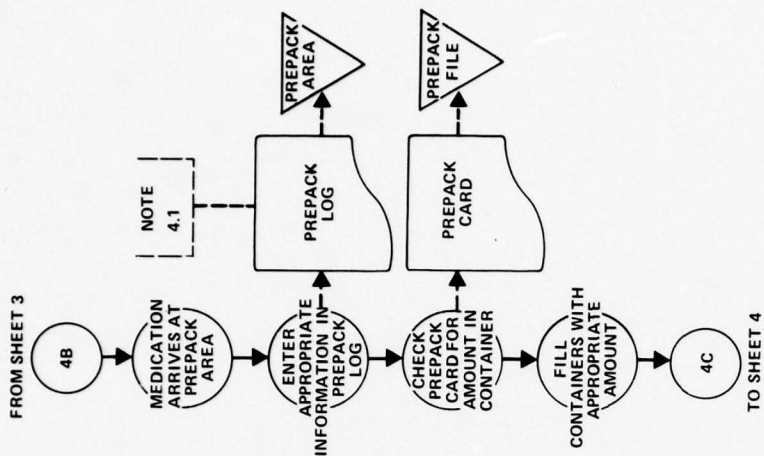 FROM SHEET 3
4B
MEDICATION
ARRIVES AT
PREPACK
AREA
NOTE
4.1
ENTER
APPROPRIATE
INFORMATION IN
PREPACK
LOG
PREPACK
LOG
PREPACK
AREA
CHECK
PREPACK
CARD FOR
AMOUNT IN
CONTAINER
PREPACK
CARD
PREPACK
FILE
FILL
CONTAINERS WITH
APPROPRIATE
AMOUNT
4C
TO SHEET 4